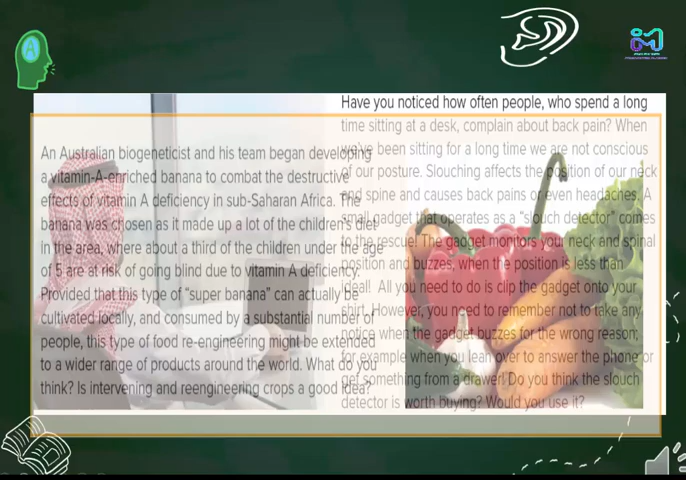 A
Have you noticed how often people, who spend a long
time sitting at a desk, complain about back pain? When
we've been sitting for a long time we are not conscious
of our posture. Slouching affects the position of our neck
and spine and causes back pains or even headaches. A
small gadget that operates as a "slouch detector" comes
to the rescue! The gadget monitors your neck and spinal
position and buzzes, when the position is less than
ideal! All you need to do is clip the gadget onto your
shirt. However, you need to remember not to take any
notice when the gadget buzzes for the wrong reason;
for example when you lean over to answer the phone or
get something from a drawer! Do you think the slouch
detector is worth buying? Would you use it?
An Australian biogeneticist and his team began developing
a vitamin-A-enriched banana to combat the destructive
effects of vitamin A deficiency in sub-Saharan Africa. The
banana was chosen as it made up a lot of the children's diet
in the area, where about a third of the children under the age
of 5 are at risk of going blind due to vitamin A deficiency.
Provided that this type of "super banana" can actually be
cultivated locally, and consumed by a substantial number of
people, this type of food re-engineering might be extended
to a wider range of products around the world. What do you
think? Is intervening and reengineering crops a good idea?